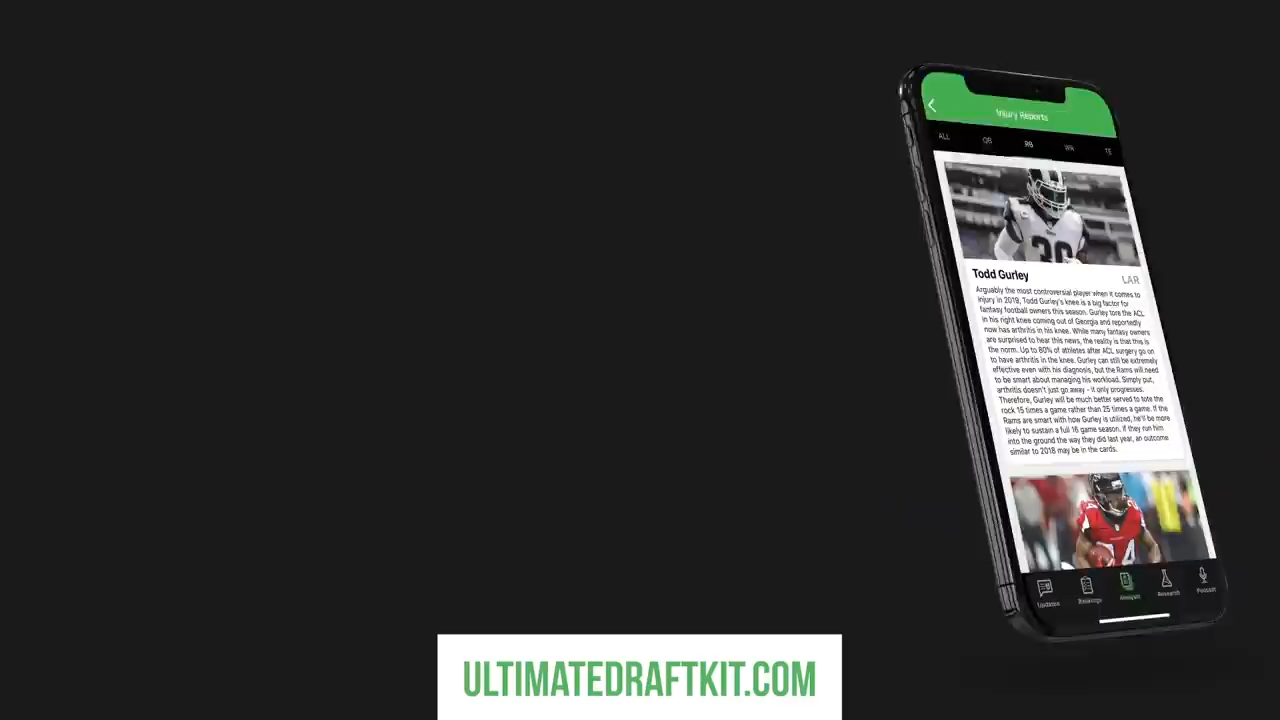 Injury Reports
ALL QB RB WR TE
30
Todd Gurley LAR
Arguably the most controversial player when it comes to
injury in 2019, Todd Gurley's knee is a big factor for
fantasy football owners this season. Gurley tore the ACL
in his right knee coming out of Georgia and reportedly
now has arthritis in his knee. While many fantasy owners
are surprised to hear this news, the reality is that this is
the norm. Up to 80% of athletes after ACL surgery go on
to have arthritis in the knee. Gurley can still be extremely
effective even with his diagnosis, but the Rams will need
to be smart about managing his workload. Simply put,
arthritis doesn't just go away - it only progresses.
Therefore, Gurley will be much better served to tote the
rock 15 times a game rather than 25 times a game. If the
Rams are smart with how Gurley is utilized, he'll be more
likely to sustain a full 16 game season. If they run him
into the ground the way they did last year, an outcome
similar to 2018 may be in the cards.
Updates Rankings Analysis Research Podcast
ULTIMATEDRAFTKIT.COM